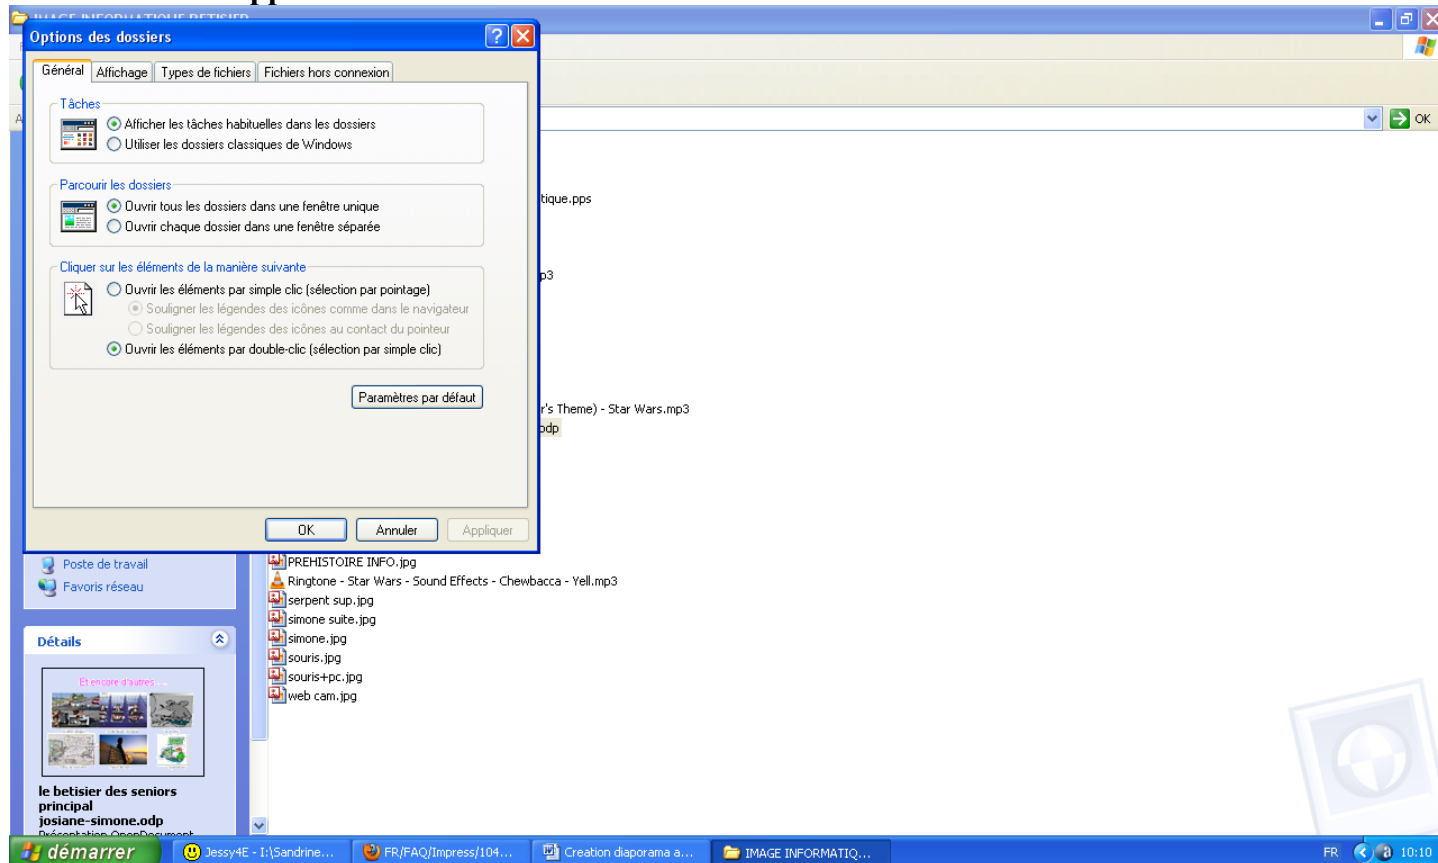 IMAGE INFORMATIQUE BETISIER
Options des dossiers
Général Affichage Types de fichiers Fichiers hors connexion
Tâches
Afficher les tâches habituelles dans les dossiers
Utiliser les dossiers classiques de Windows
Parcourir les dossiers
Ouvrir tous les dossiers dans une fenêtre unique
Ouvrir chaque dossier dans une fenêtre séparée
Cliquer sur les éléments de la manière suivante
Ouvrir les éléments par simple clic (sélection par pointage)
Souligner les légendes des icônes comme dans le navigateur
Souligner les légendes des icônes au contact du pointeur
Ouvrir les éléments par double-clic (sélection par simple clic)
Paramètres par défaut
OK Annuler Appliquer
OK
tique.pps
p3
r's Theme) - Star Wars.mp3
odp
PREHISTOIRE INFO.jpg
Ringtone - Star Wars - Sound Effects - Chewbacca - Yell.mp3
serpent sup.jpg
simone suite.jpg
simone.jpg
souris.jpg
souris+pc.jpg
web cam.jpg
Poste de travail
Favoris réseau
Détails
Et encore d'autres....
le betisier des seniors
principal
josiane-simone.odp
Présentation OpenDocument
démarrer Jessy4E - I:\Sandrine... FR/FAQ/Impress/104... Creation diaporama a... IMAGE INFORMATIQ... FR 10:10